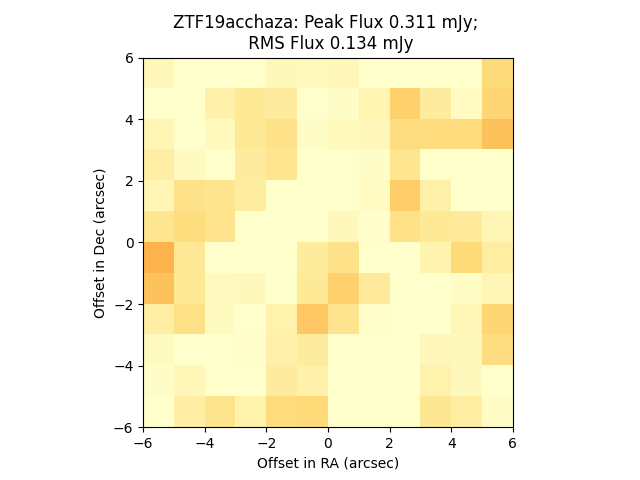 ZTF19acchaza: Peak Flux 0.311 mJy;
RMS Flux 0.134 mJy
6
4
2
0
−2
−4
−6
Offset in Dec (arcsec)
−6 −4 −2 0 2 4 6
Offset in RA (arcsec)